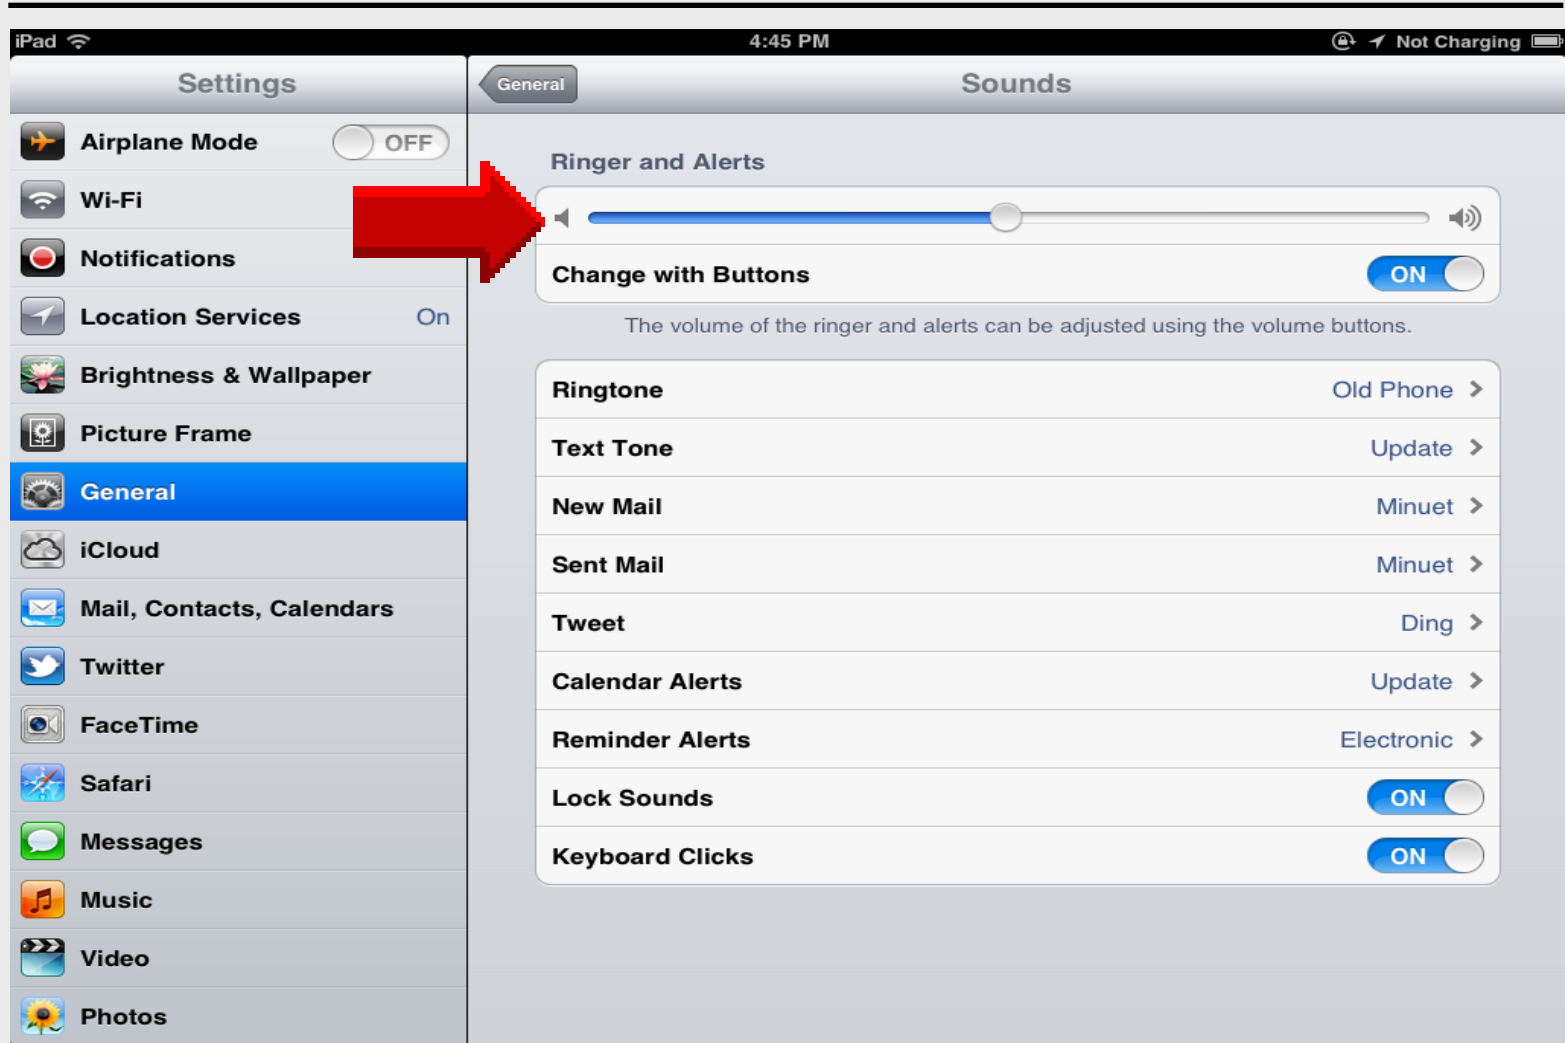 iPad 4:45 PM Not Charging
Settings
General Sounds
Airplane Mode OFF
Wi-Fi
Notifications
Location Services On
Brightness & Wallpaper
Picture Frame
General
iCloud
Mail, Contacts, Calendars
Twitter
FaceTime
Safari
Messages
Music
Video
Photos
Ringer and Alerts
Change with Buttons ON
The volume of the ringer and alerts can be adjusted using the volume buttons.
Ringtone Old Phone
Text Tone Update
New Mail Minuet
Sent Mail Minuet
Tweet Ding
Calendar Alerts Update
Reminder Alerts Electronic
Lock Sounds ON
Keyboard Clicks ON